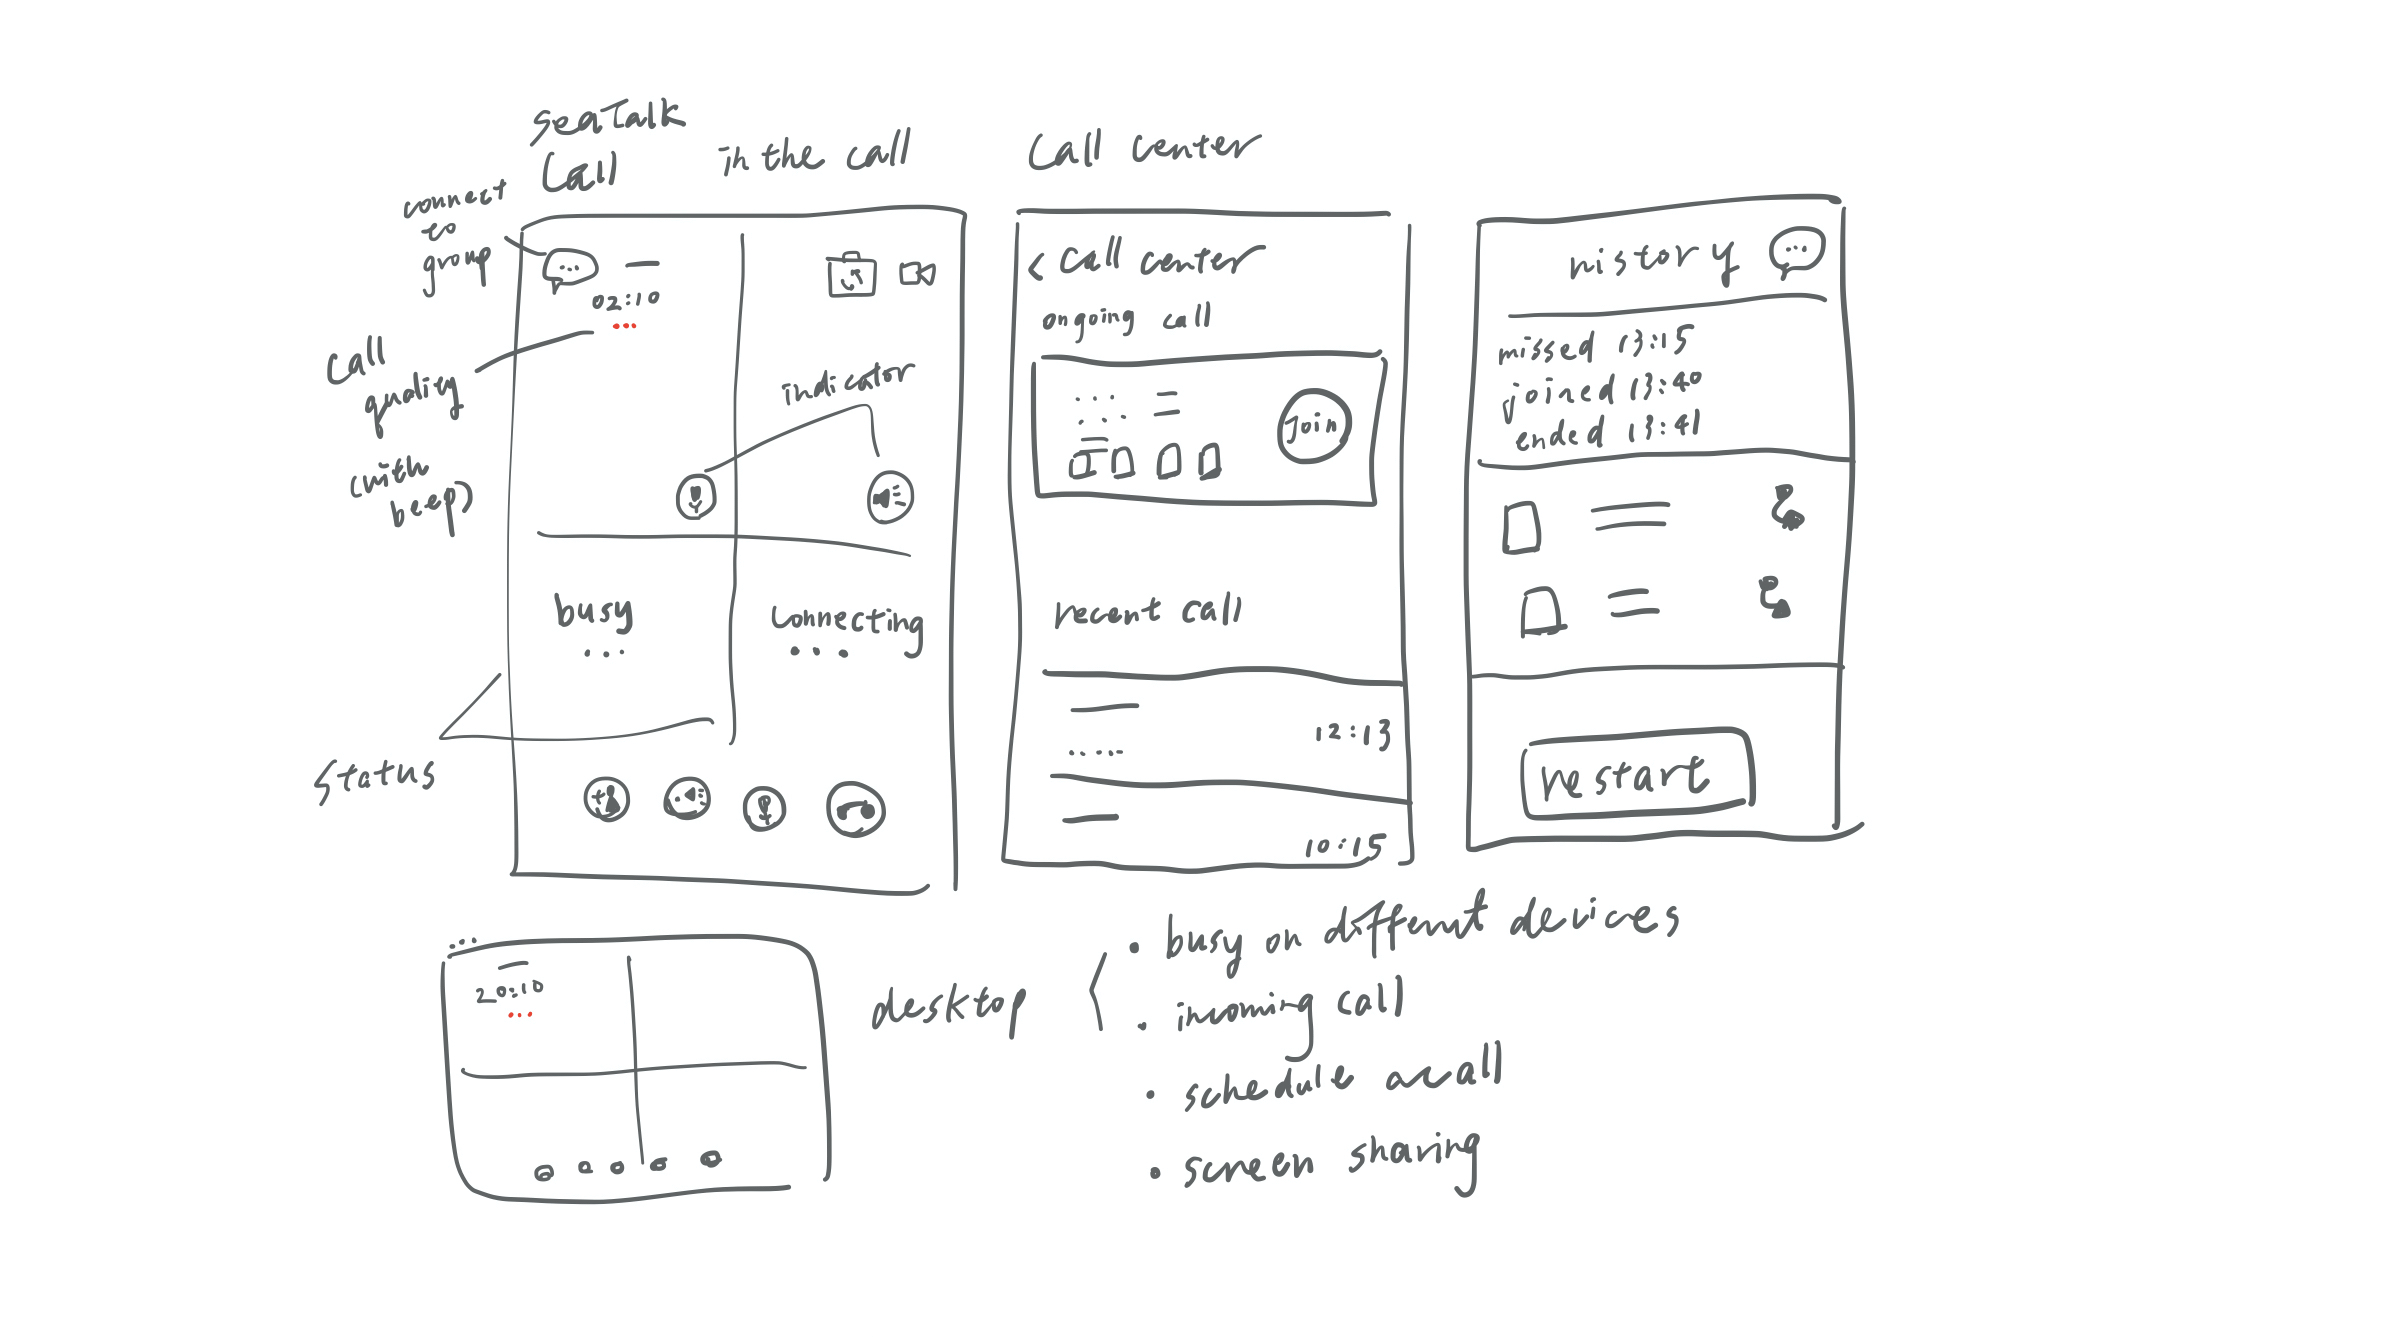 seaTalk
Call
in the call
connect
to
group
02:10
call
quality
(with
beep)
indicator
busy
...
connecting
...
status
Call center
< call center
ongoing call
Join
recent call
12:13
10:15
history
missed 13:15
joined 13:40
ended 13:41
restart
20:10
desktop
• busy on different devices
• incoming call
• schedule a call
• screen sharing